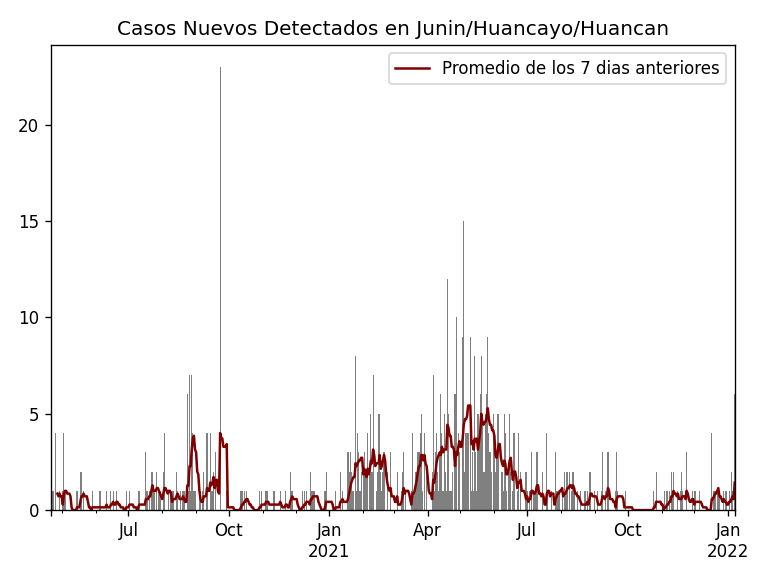 Casos Nuevos Detectados en Junin/Huancayo/Huancan
Promedio de los 7 dias anteriores
20
15
10
5
0
Jul Oct Jan Apr Jul Oct Jan
2021 2022